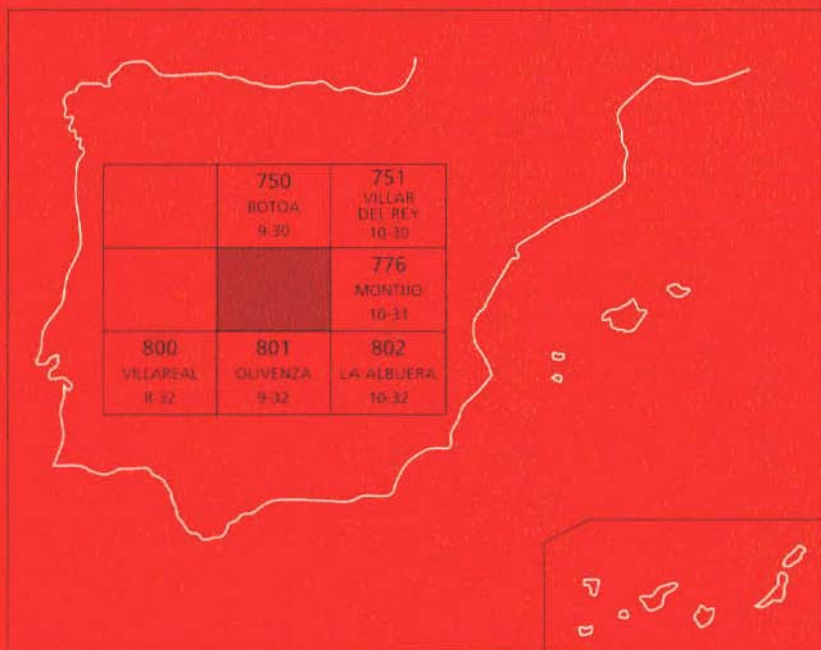 750
BOTOA
9-30
751
VILLAR
DEL REY
10-30
776
MONTIJO
10-31
800
VILLAREAL
8-32
801
OLIVENZA
9-32
802
LA ALBUERA
10-32